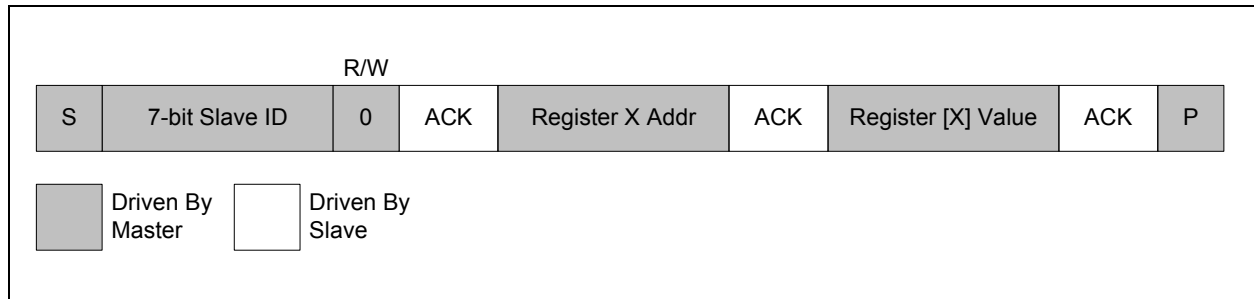 R/W
S 7-bit Slave ID 0 ACK Register X Addr ACK Register [X] Value ACK P
Driven By
Master
Driven By
Slave